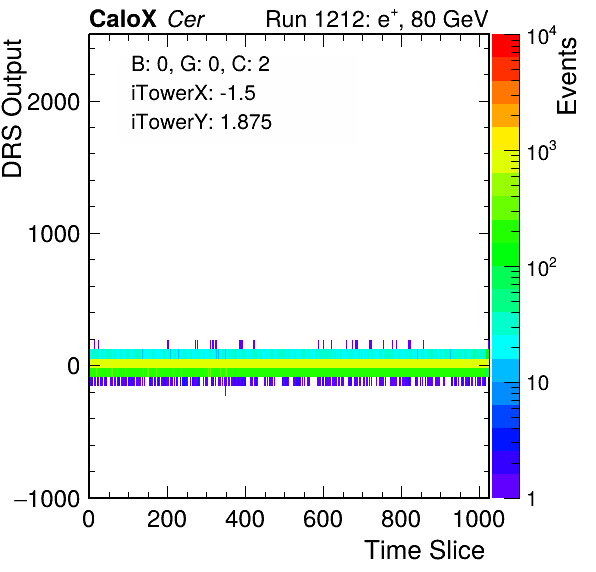 CaloX Cer Run 1212: e⁺, 80 GeV
B: 0, G: 0, C: 2
iTowerX: -1.5
iTowerY: 1.875
DRS Output
2000
1000
0
−1000
0 200 400 600 800 1000
Time Slice
Events
10⁴
10³
10²
10
1